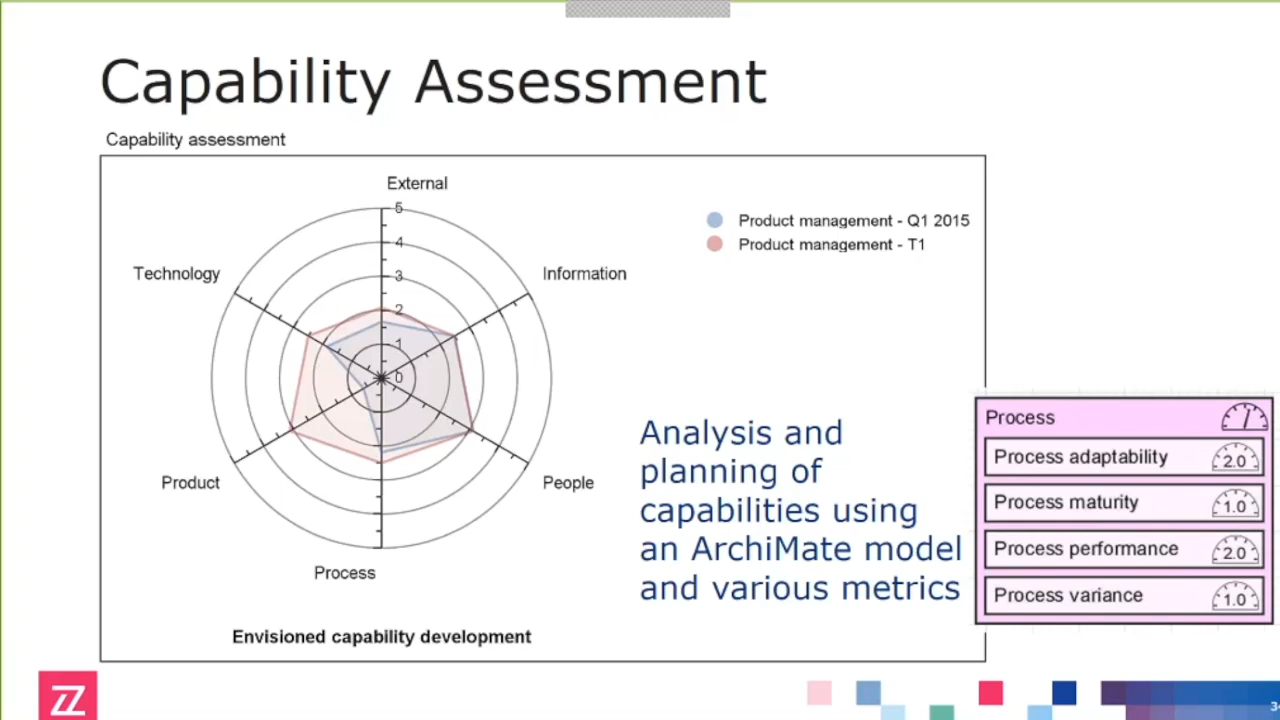 Capability Assessment
Capability assessment
External
5
4
3
2
1
0
Technology
Information
Product
People
Process
Product management - Q1 2015
Product management - T1
Envisioned capability development
Analysis and
planning of
capabilities using
an ArchiMate model
and various metrics
Process
Process adaptability 2.0
Process maturity 1.0
Process performance 2.0
Process variance 1.0